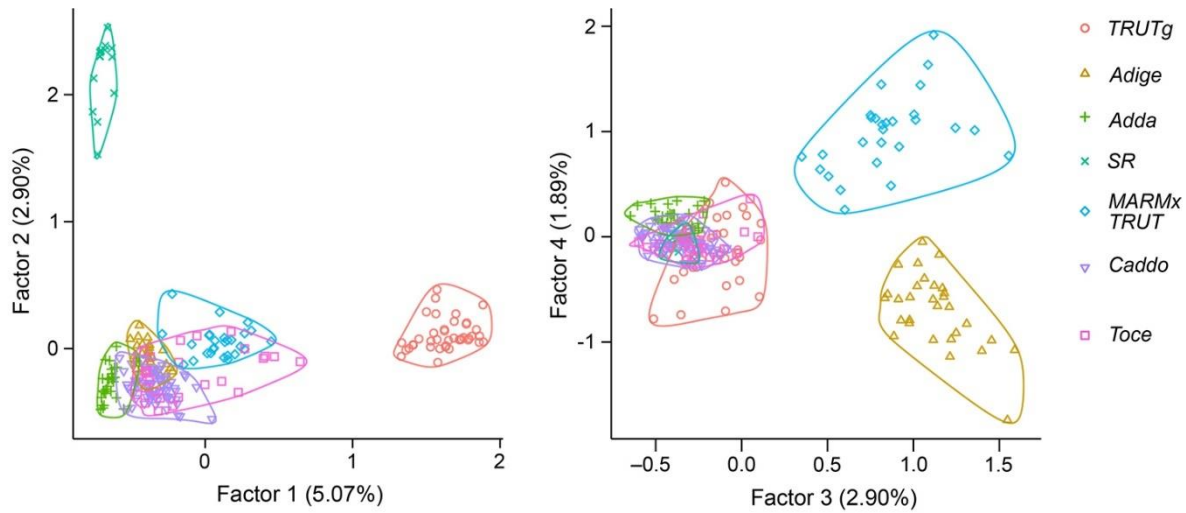 2
1
0
Factor 2 (2.90%)
0
1
2
Factor 1 (5.07%)
2
1
0
-1
Factor 4 (1.89%)
−0.5
0.0
0.5
1.0
1.5
Factor 3 (2.90%)
TRUTg
Adige
Adda
SR
MARMx
TRUT
Caddo
Toce